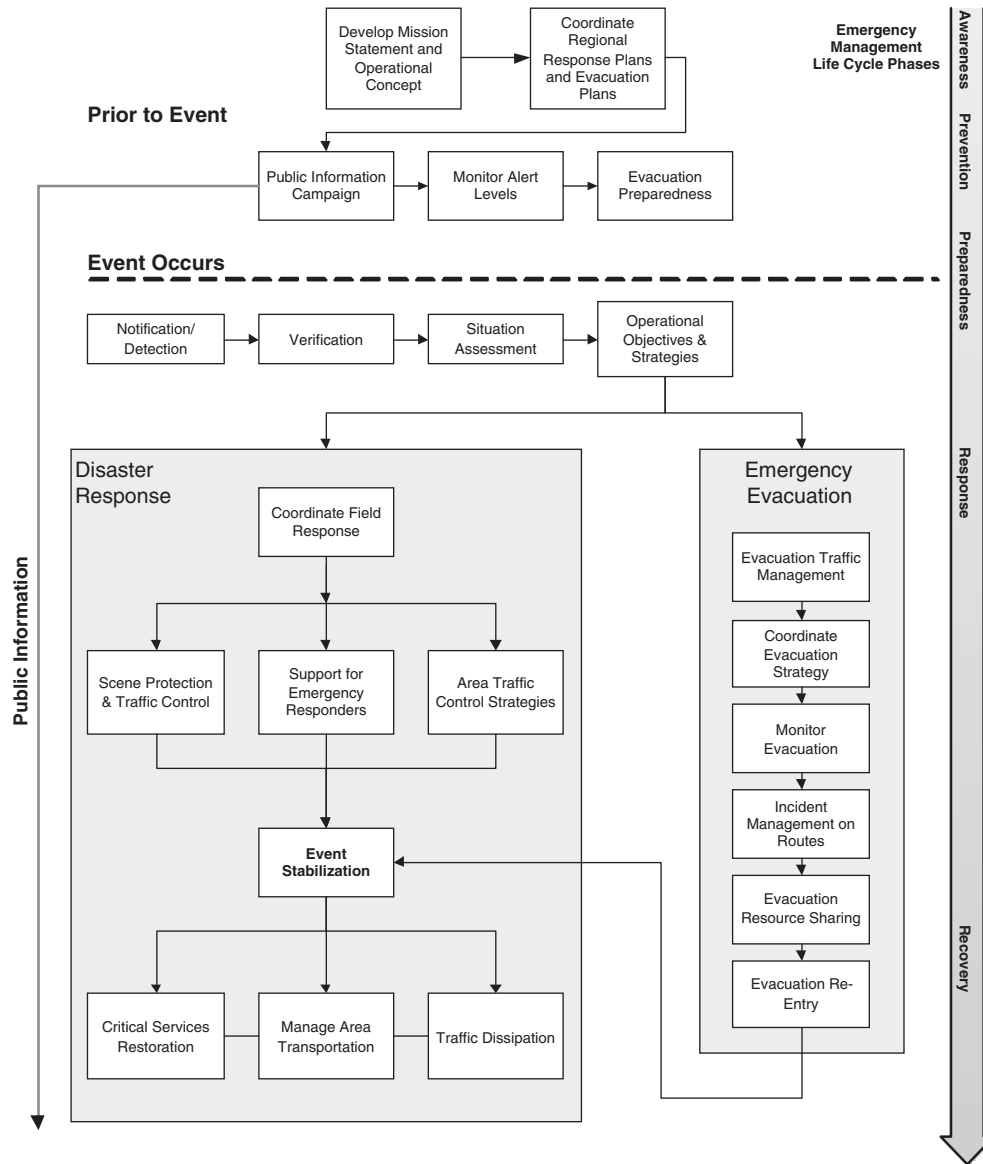 Develop Mission
Statement and
Operational
Concept
Coordinate
Regional
Response Plans
and Evacuation
Plans
Emergency
Management
Life Cycle Phases
Awareness
Prior to Event
Prevention
Public Information
Campaign
Monitor Alert
Levels
Evacuation
Preparedness
Preparedness
Event Occurs
Notification/
Detection
Verification
Situation
Assessment
Operational
Objectives &
Strategies
Response
Disaster
Response
Coordinate Field
Response
Scene Protection
& Traffic Control
Support for
Emergency
Responders
Area Traffic
Control Strategies
Event
Stabilization
Critical Services
Restoration
Manage Area
Transportation
Traffic Dissipation
Emergency
Evacuation
Evacuation Traffic
Management
Coordinate
Evacuation
Strategy
Monitor
Evacuation
Incident
Management on
Routes
Evacuation
Resource Sharing
Evacuation Re-
Entry
Recovery
Public Information